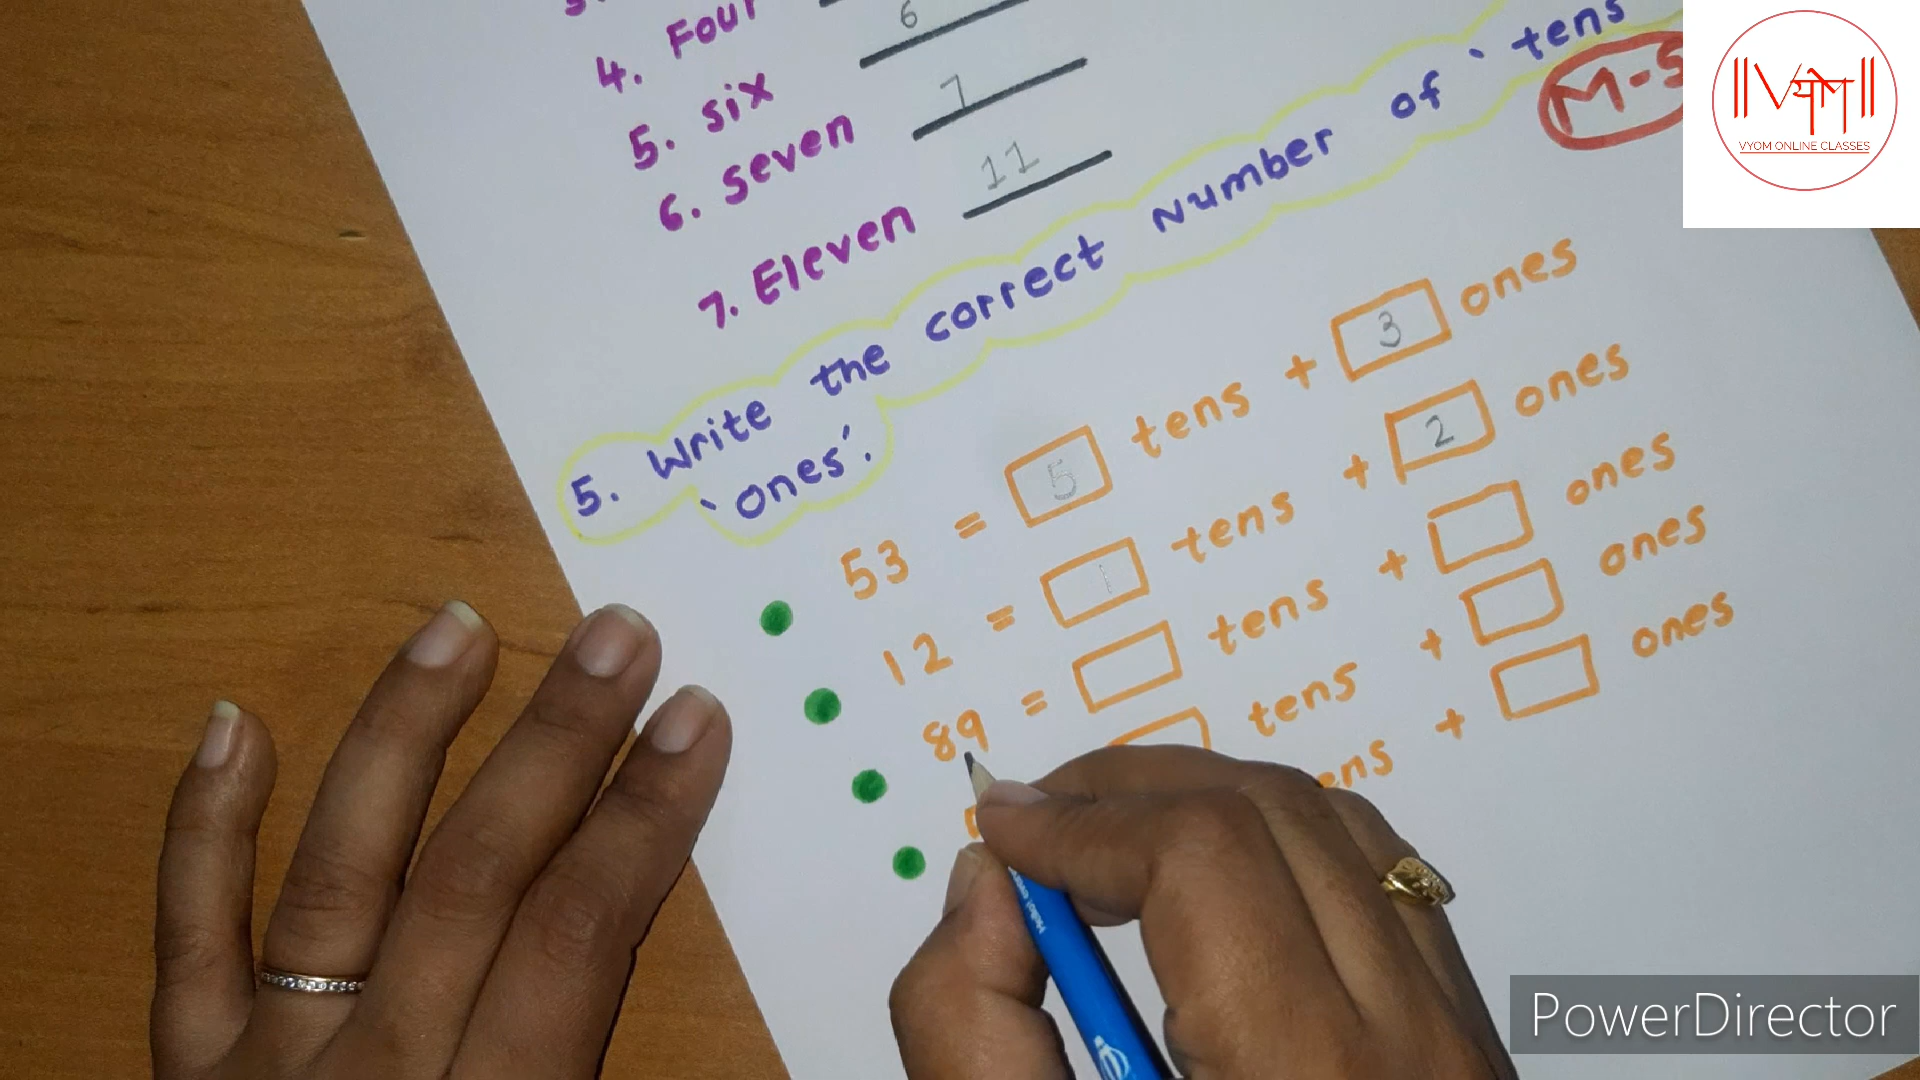 4. Four
5. six 6
6. seven 7
7. Eleven 11
5. Write the correct Number of 'tens
'ones'.
M-5
53 = 5 tens + 3 ones
12 = 1 tens + 2 ones
89 = tens + ones
tens + ones
+ ones
||Vयोम||
VYOM ONLINE CLASSES
PowerDirector